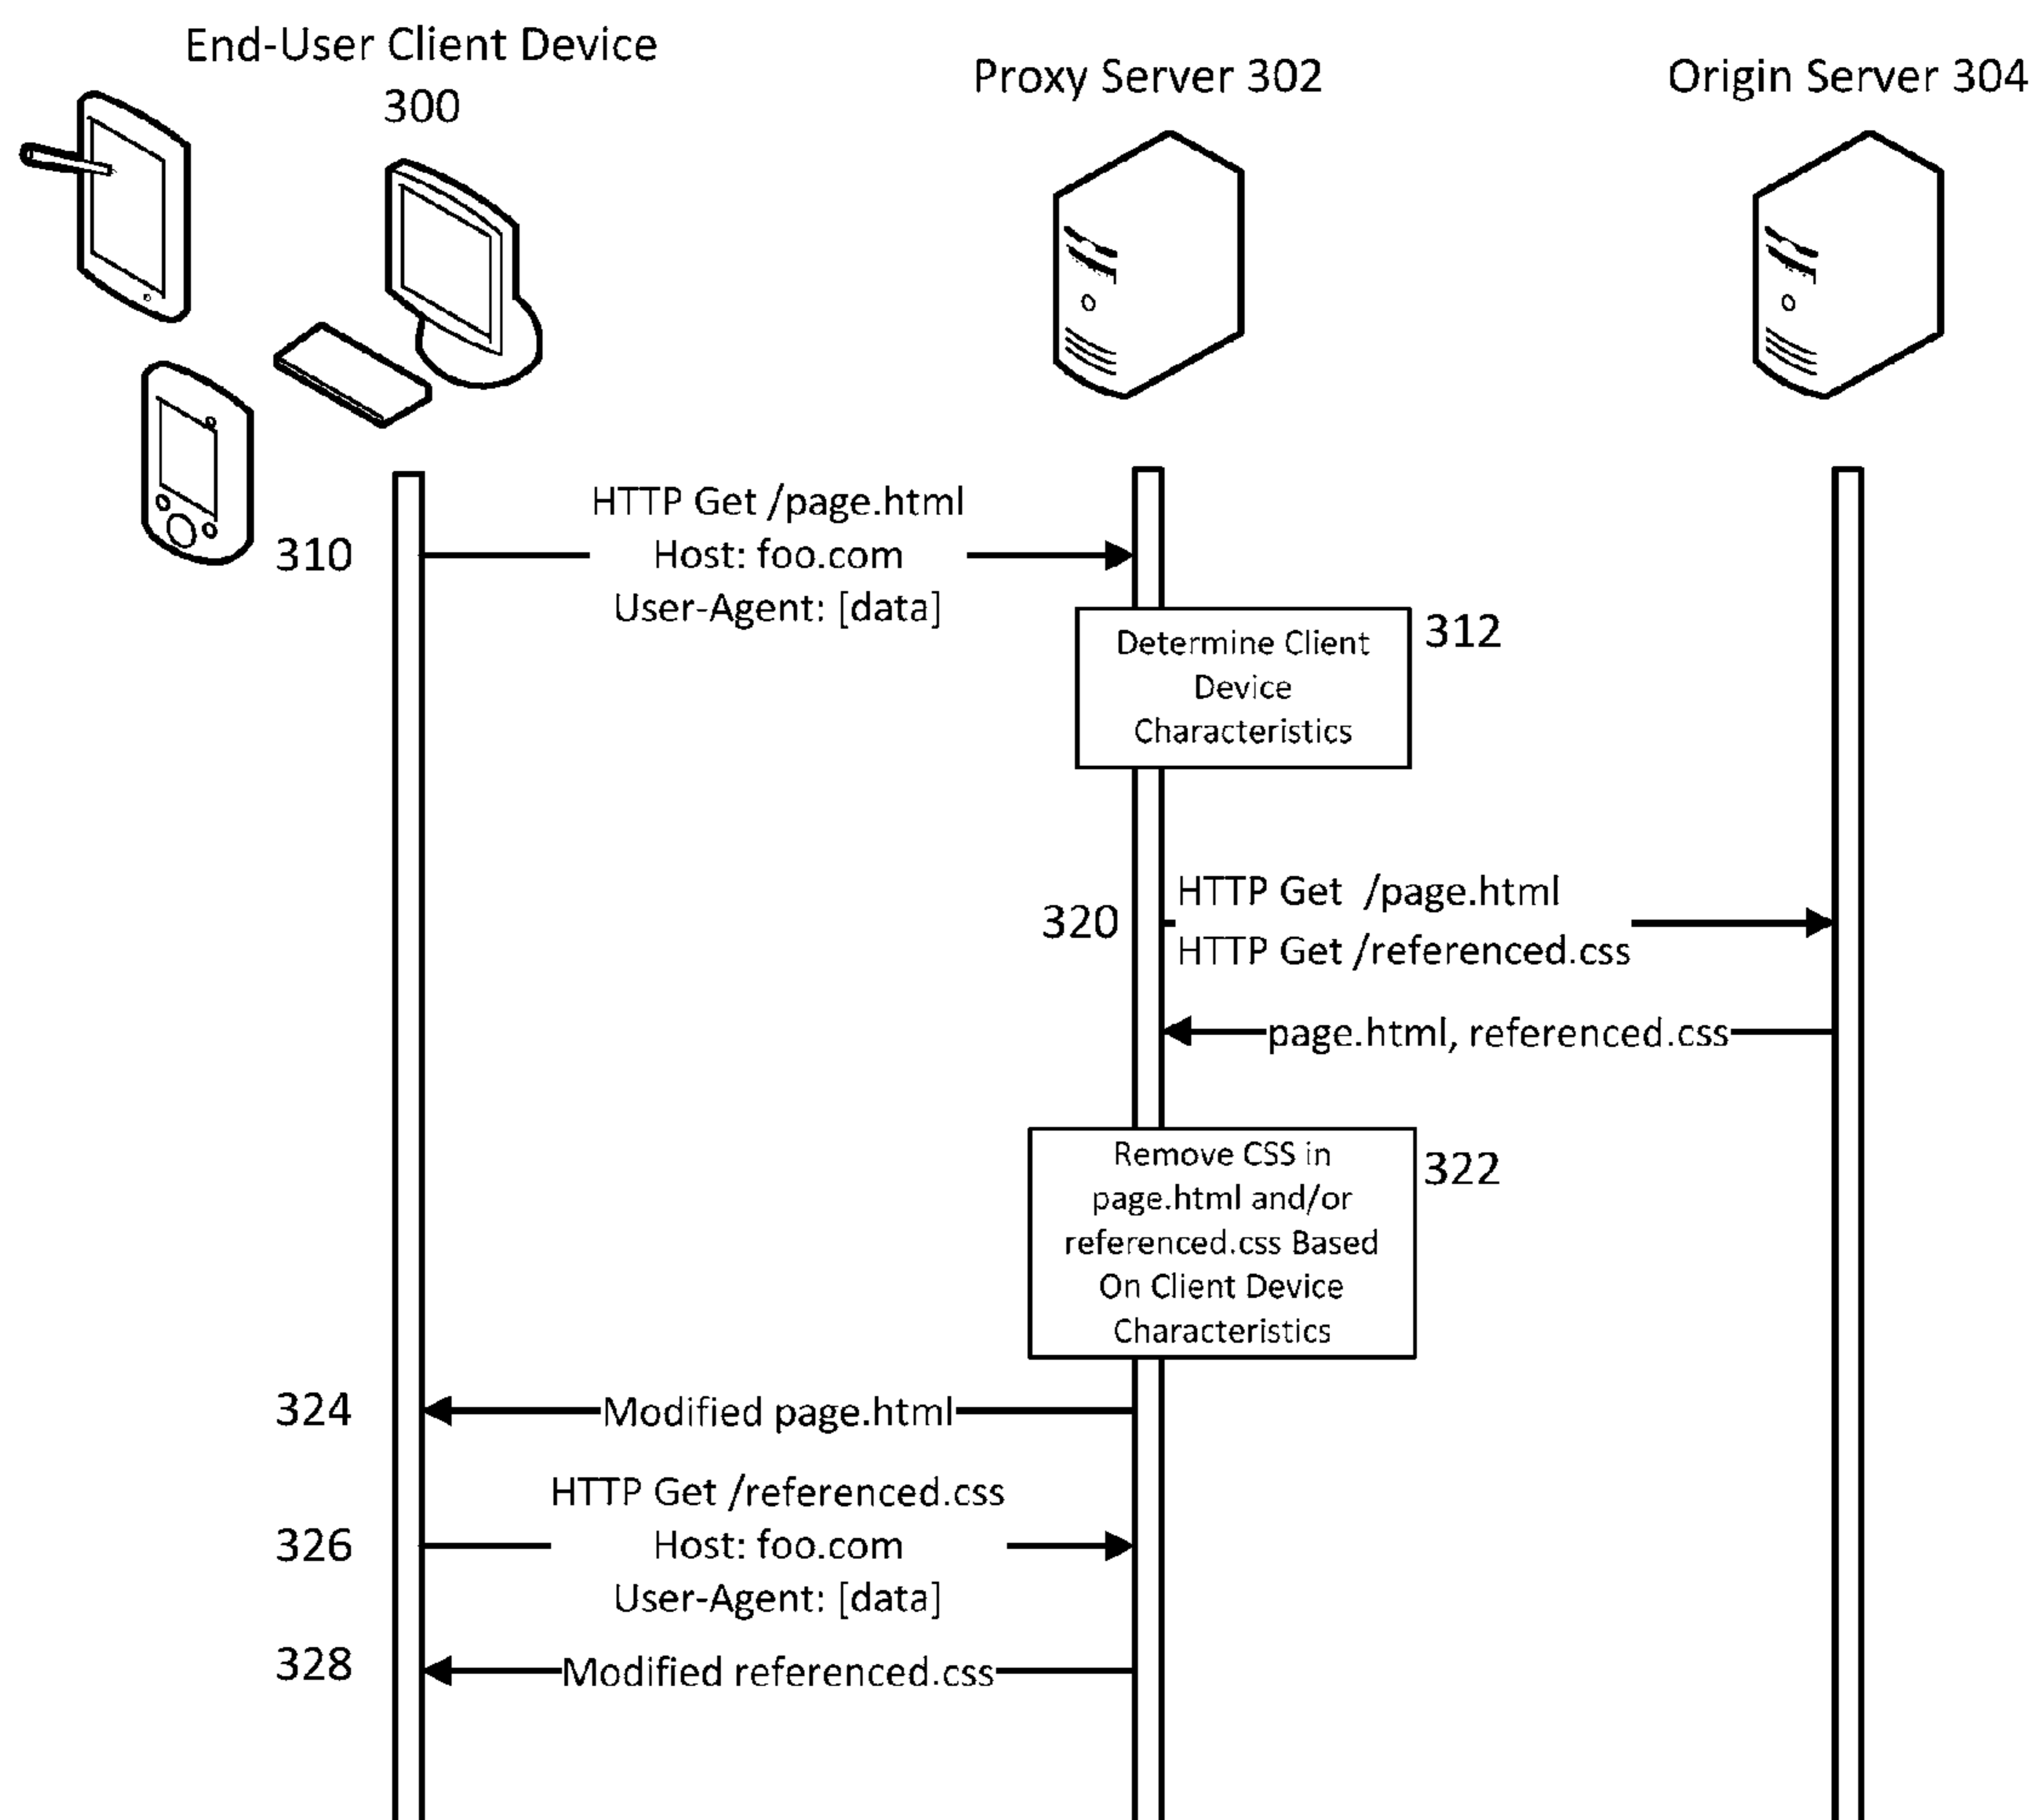 End-User Client Device
300
Proxy Server 302
Origin Server 304
HTTP Get /page.html
310
Host: foo.com
User-Agent: [data]
312
Determine Client
Device
Characteristics
HTTP Get  /page.html
320
HTTP Get /referenced.css
page.html, referenced.css
Remove CSS in
322
page.html and/or
referenced.css Based
On Client Device
Characteristics
324
Modified page.html
HTTP Get /referenced.css
326
Host: foo.com
User-Agent: [data]
328
Modified referenced.css